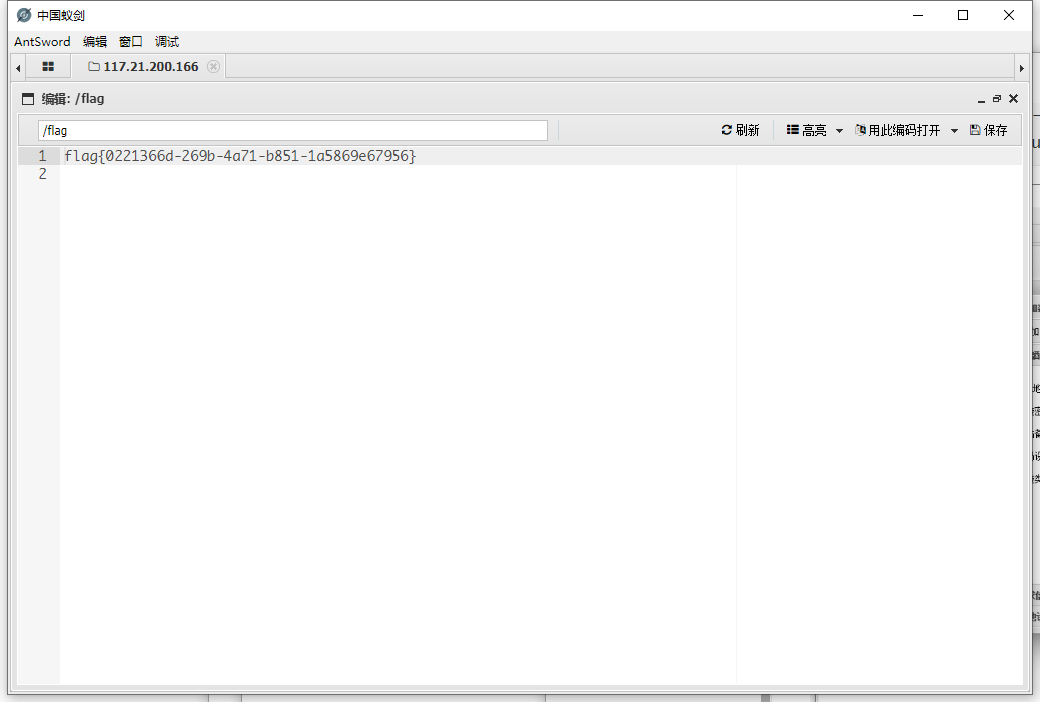 中国蚁剑
AntSword 编辑 窗口 调试
117.21.200.166
编辑: /flag
/flag 刷新 高亮 用此编码打开 保存
1 flag{0221366d-269b-4a71-b851-1a5869e67956}
2